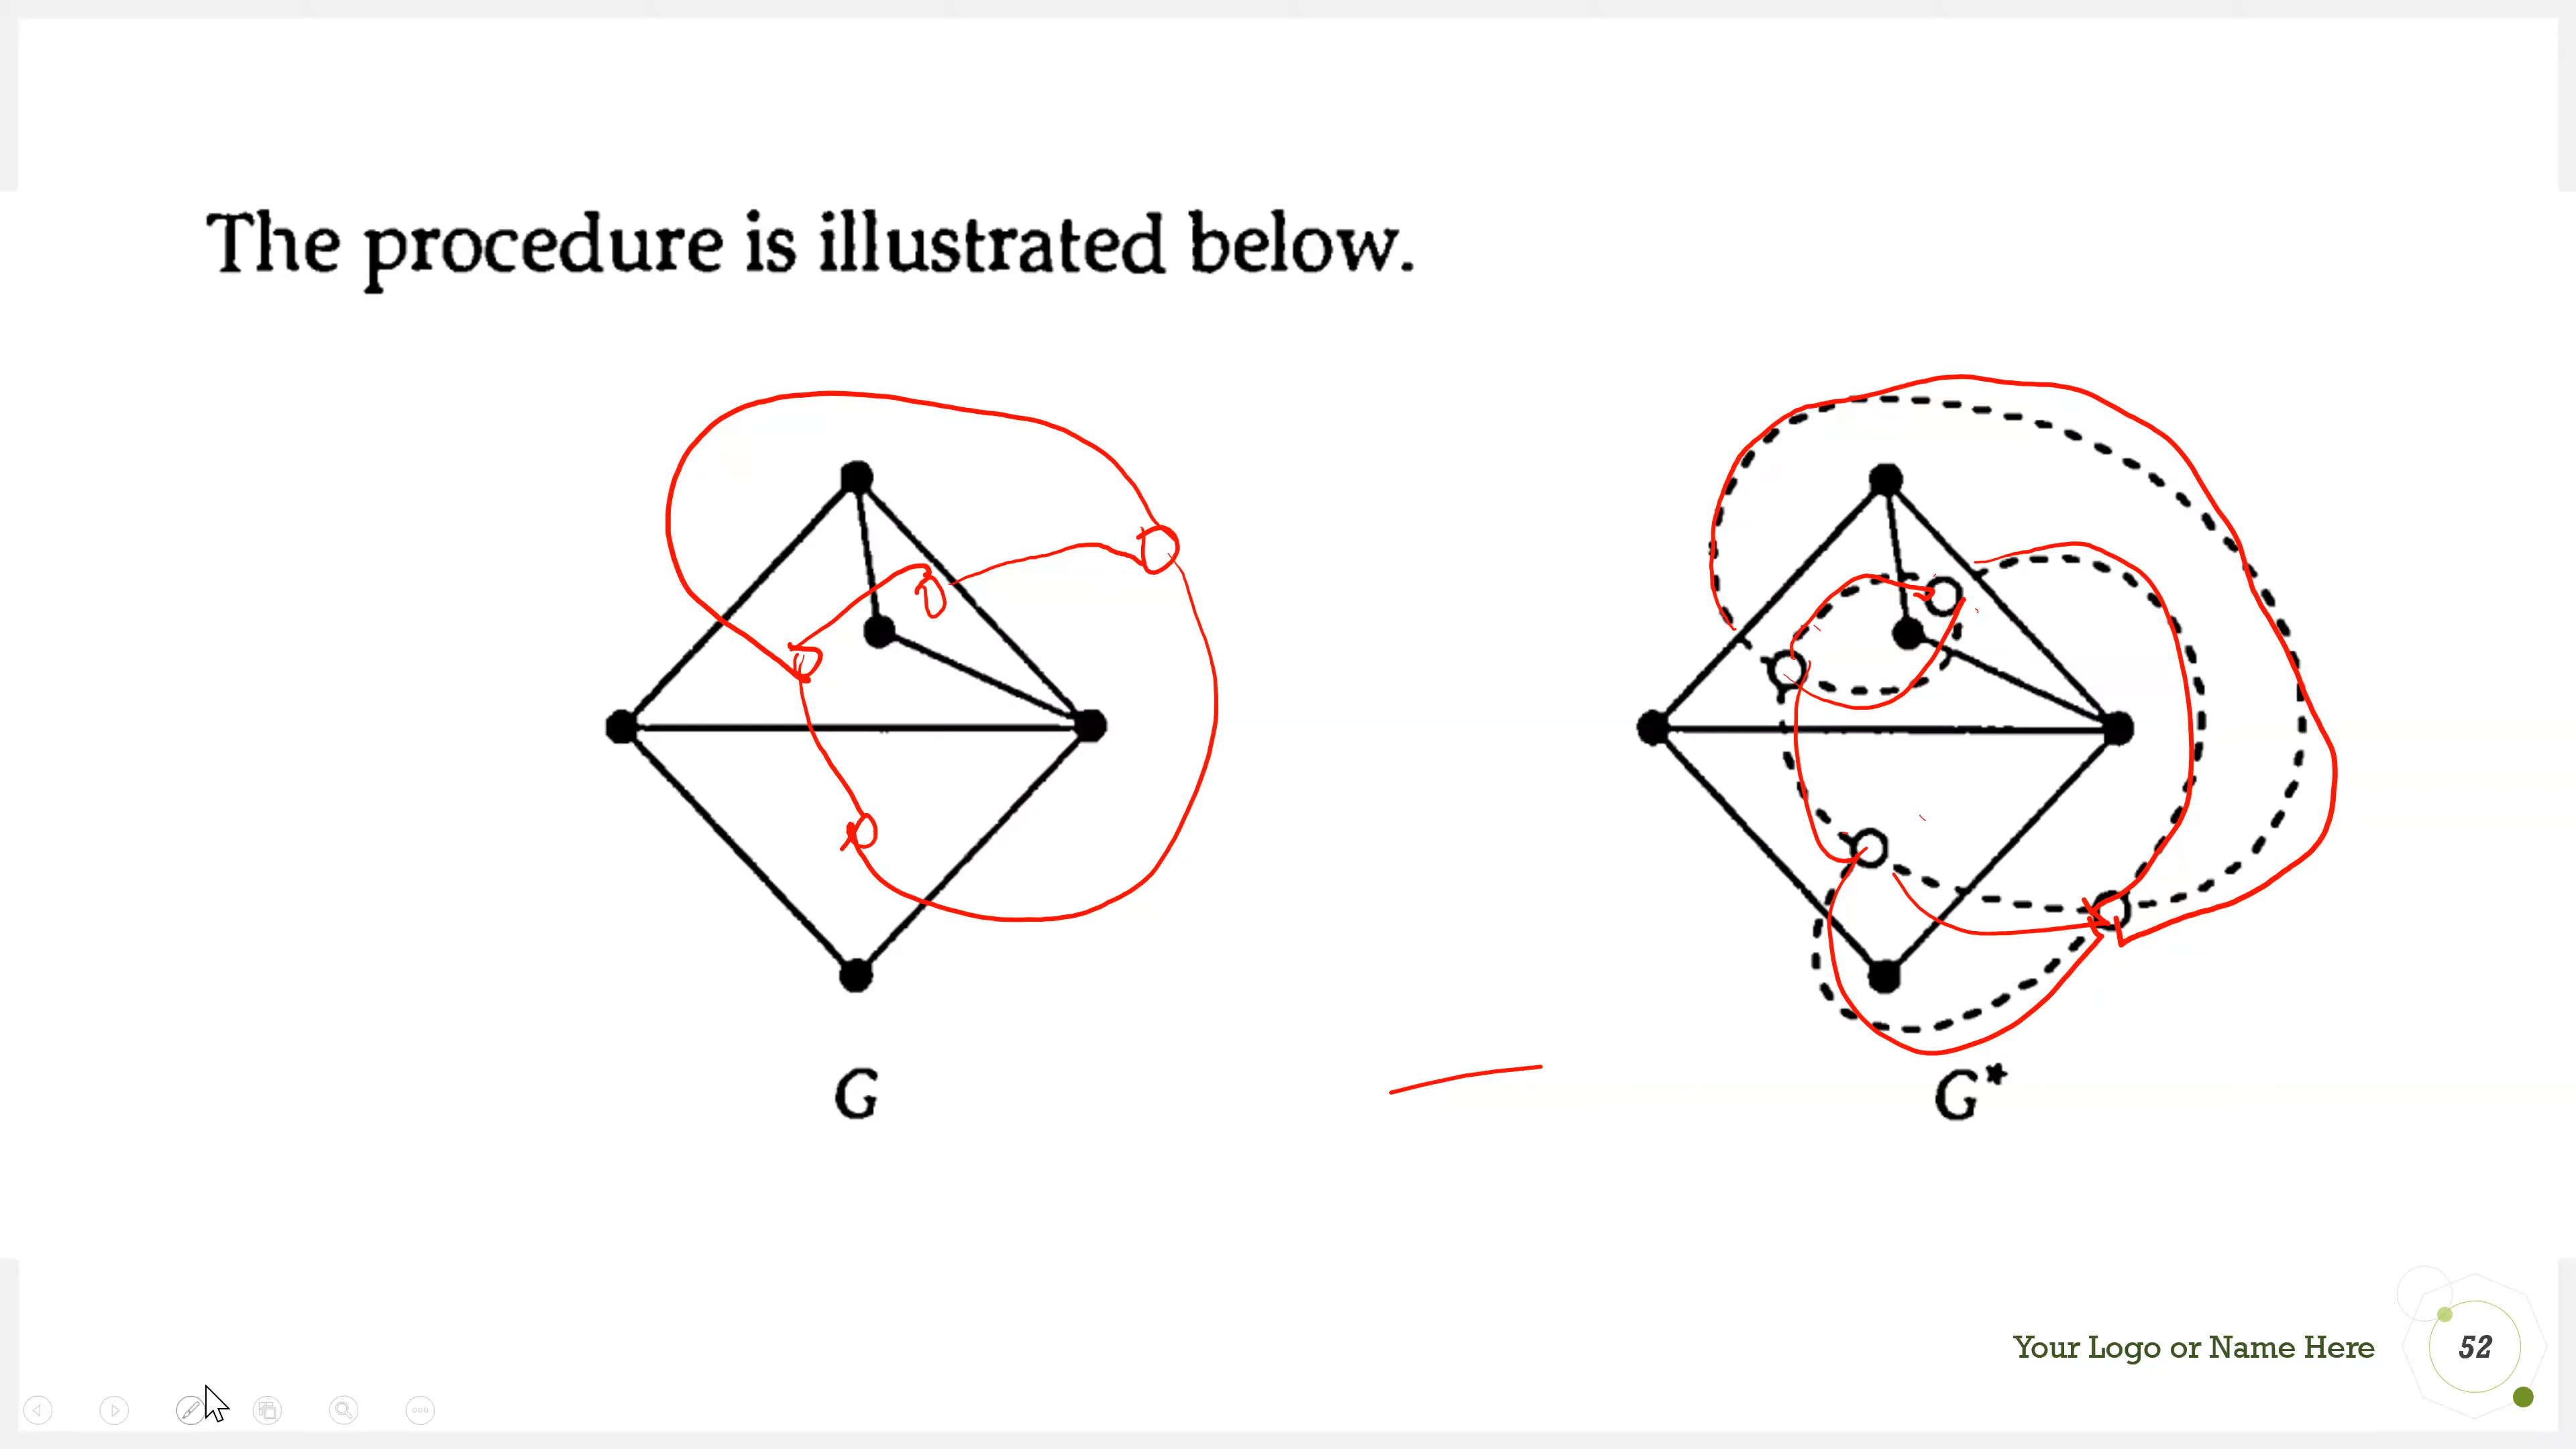 The procedure is illustrated below.
G
G*
Your Logo or Name Here
52